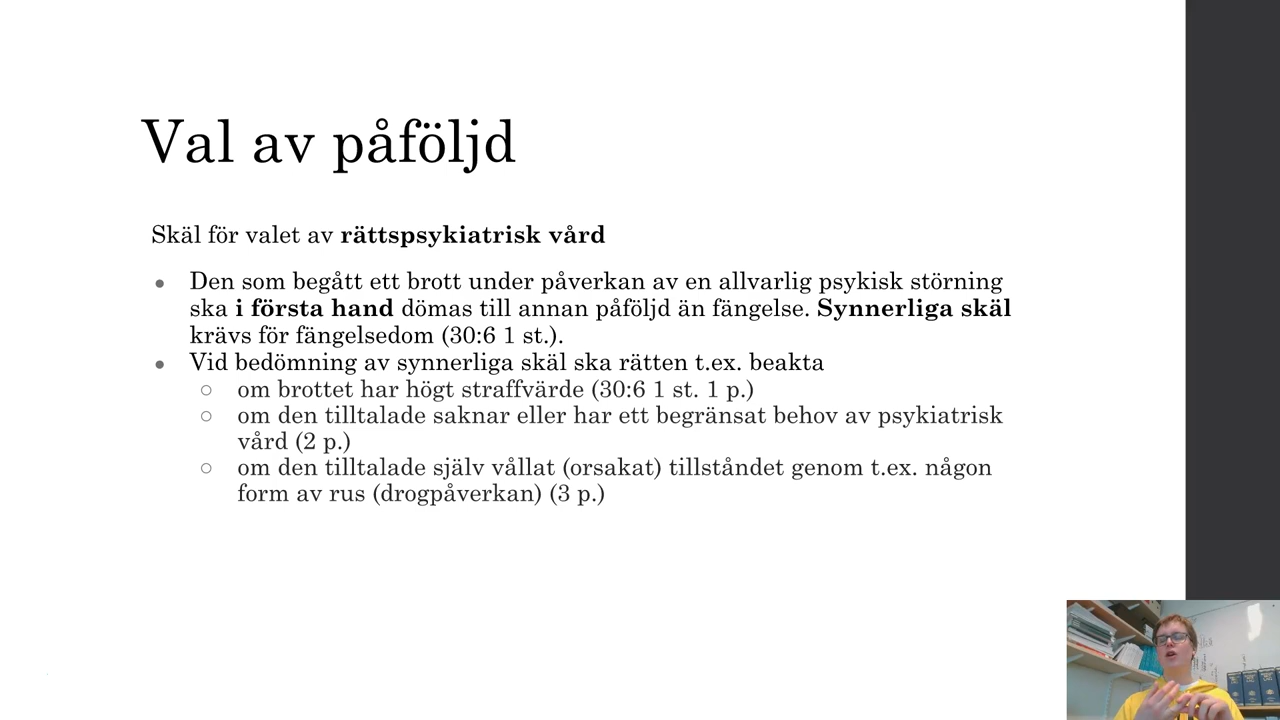 Val av påföljd
Skäl för valet av rättspsykiatrisk vård
Den som begått ett brott under påverkan av en allvarlig psykisk störning
ska i första hand dömas till annan påföljd än fängelse. Synnerliga skäl
krävs för fängelsedom (30:6 1 st.).
Vid bedömning av synnerliga skäl ska rätten t.ex. beakta
om brottet har högt straffvärde (30:6 1 st. 1 p.)
om den tilltalade saknar eller har ett begränsat behov av psykiatrisk
vård (2 p.)
om den tilltalade själv vållat (orsakat) tillståndet genom t.ex. någon
form av rus (drogpåverkan) (3 p.)